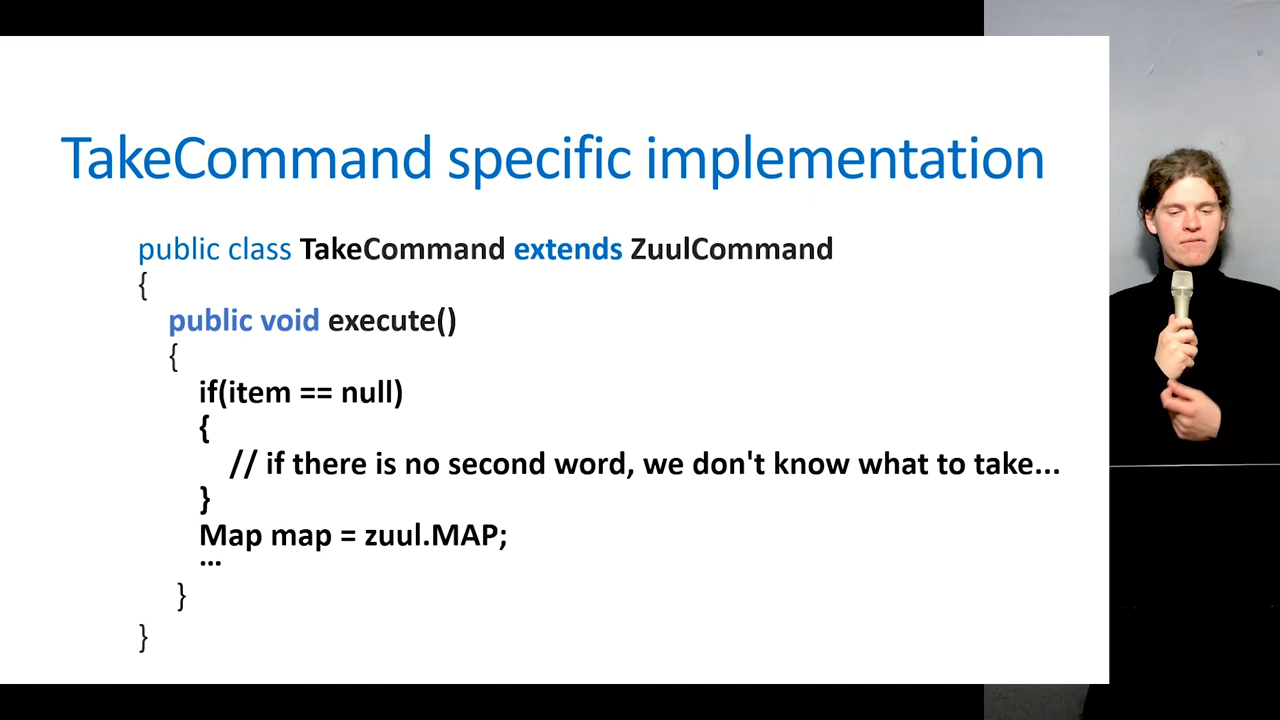 TakeCommand specific implementation
public class TakeCommand extends ZuulCommand
{
public void execute()
{
if(item == null)
{
// if there is no second word, we don't know what to take...
}
Map map = zuul.MAP;
...
}
}